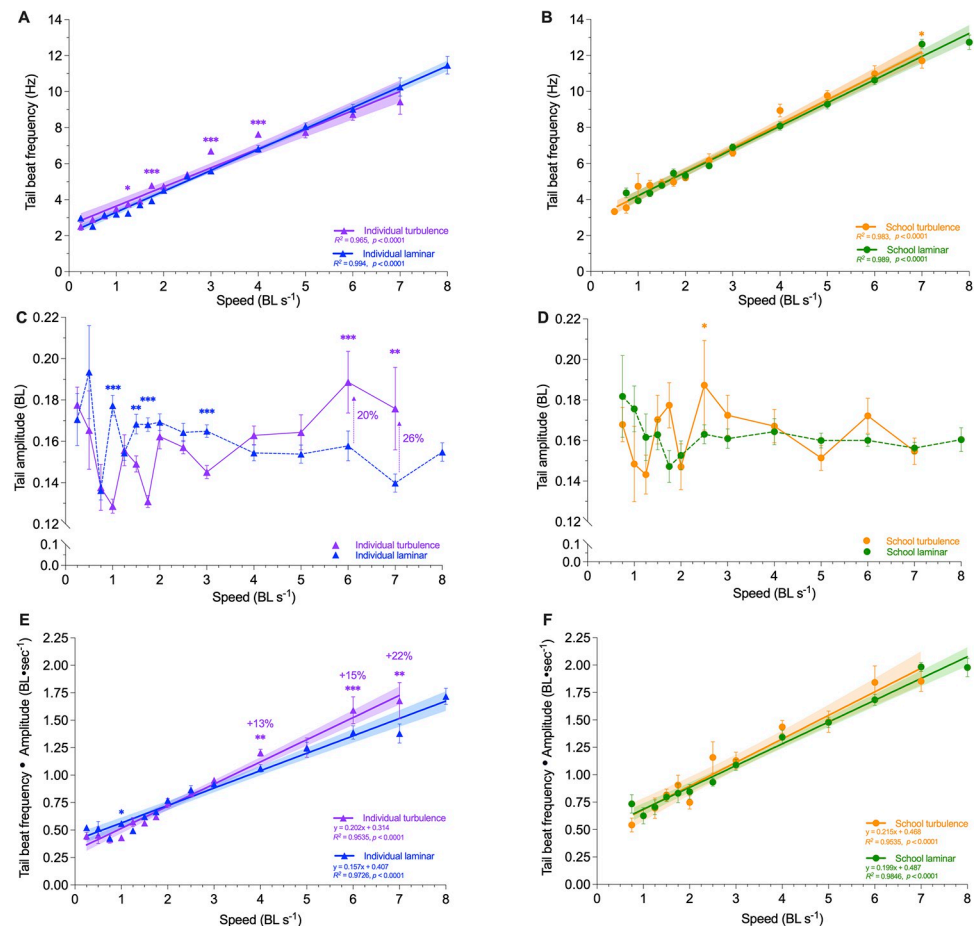 A
Tail beat frequency (Hz)
14
12
10
8
6
4
2
0
*
***
***
***
Individual turbulence
R² = 0.965, p < 0.0001
Individual laminar
R² = 0.994, p < 0.0001
0 1 2 3 4 5 6 7 8
Speed (BL s⁻¹)
B
Tail beat frequency (Hz)
14
12
10
8
6
4
2
0
*
School turbulence
R² = 0.983, p < 0.0001
School laminar
R² = 0.989, p < 0.0001
0 1 2 3 4 5 6 7 8
Speed (BL s⁻¹)
C
Tail amplitude (BL)
0.22
0.20
0.18
0.16
0.14
0.12
0.1
0.0
***
**
***
***
***
**
20%
26%
Individual turbulence
Individual laminar
0 1 2 3 4 5 6 7 8
Speed (BL s⁻¹)
D
Tail amplitude (BL)
0.22
0.20
0.18
0.16
0.14
0.12
0.1
0.0
*
School turbulence
School laminar
0 1 2 3 4 5 6 7 8
Speed (BL s⁻¹)
E
Tail beat frequency • Amplitude (BL•sec⁻¹)
2.25
2.00
1.75
1.50
1.25
1.00
0.75
0.50
0.25
0.00
*
+13%
**
+15%
***
+22%
**
Individual turbulence
y = 0.202x + 0.314
R² = 0.9535, p < 0.0001
Individual laminar
y = 0.157x + 0.407
R² = 0.9726, p < 0.0001
0 1 2 3 4 5 6 7 8
Speed (BL s⁻¹)
F
Tail beat frequency • Amplitude (BL•sec⁻¹)
2.25
2.00
1.75
1.50
1.25
1.00
0.75
0.50
0.25
0.00
School turbulence
y = 0.215x + 0.468
R² = 0.9535, p < 0.0001
School laminar
y = 0.199x + 0.487
R² = 0.9846, p < 0.0001
0 1 2 3 4 5 6 7 8
Speed (BL s⁻¹)